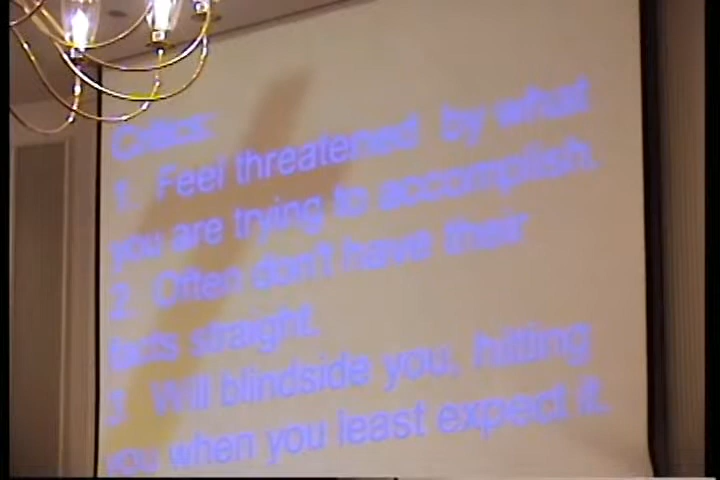 Critics:
1. Feel threatened by what
you are trying to accomplish.
2. Often don't have their
facts straight.
3. Will blindside you, hitting
you when you least expect it.